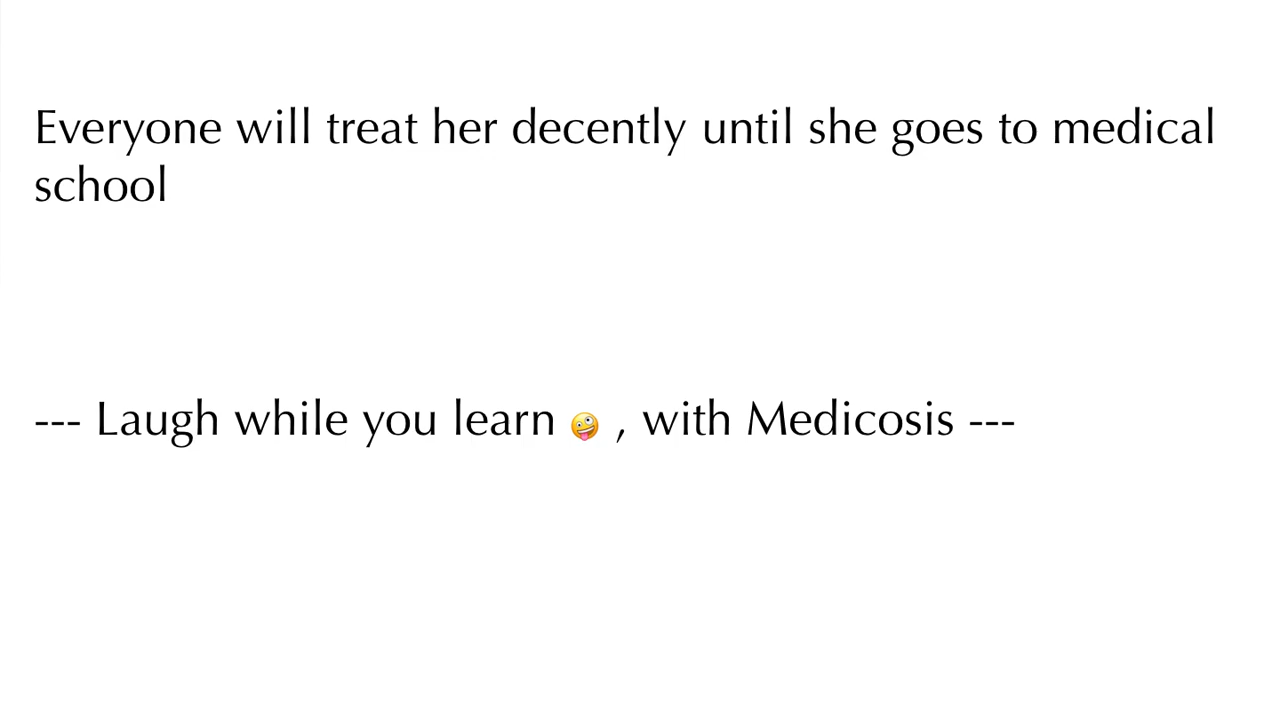 Everyone will treat her decently until she goes to medical
school
--- Laugh while you learn 🤪 , with Medicosis ---